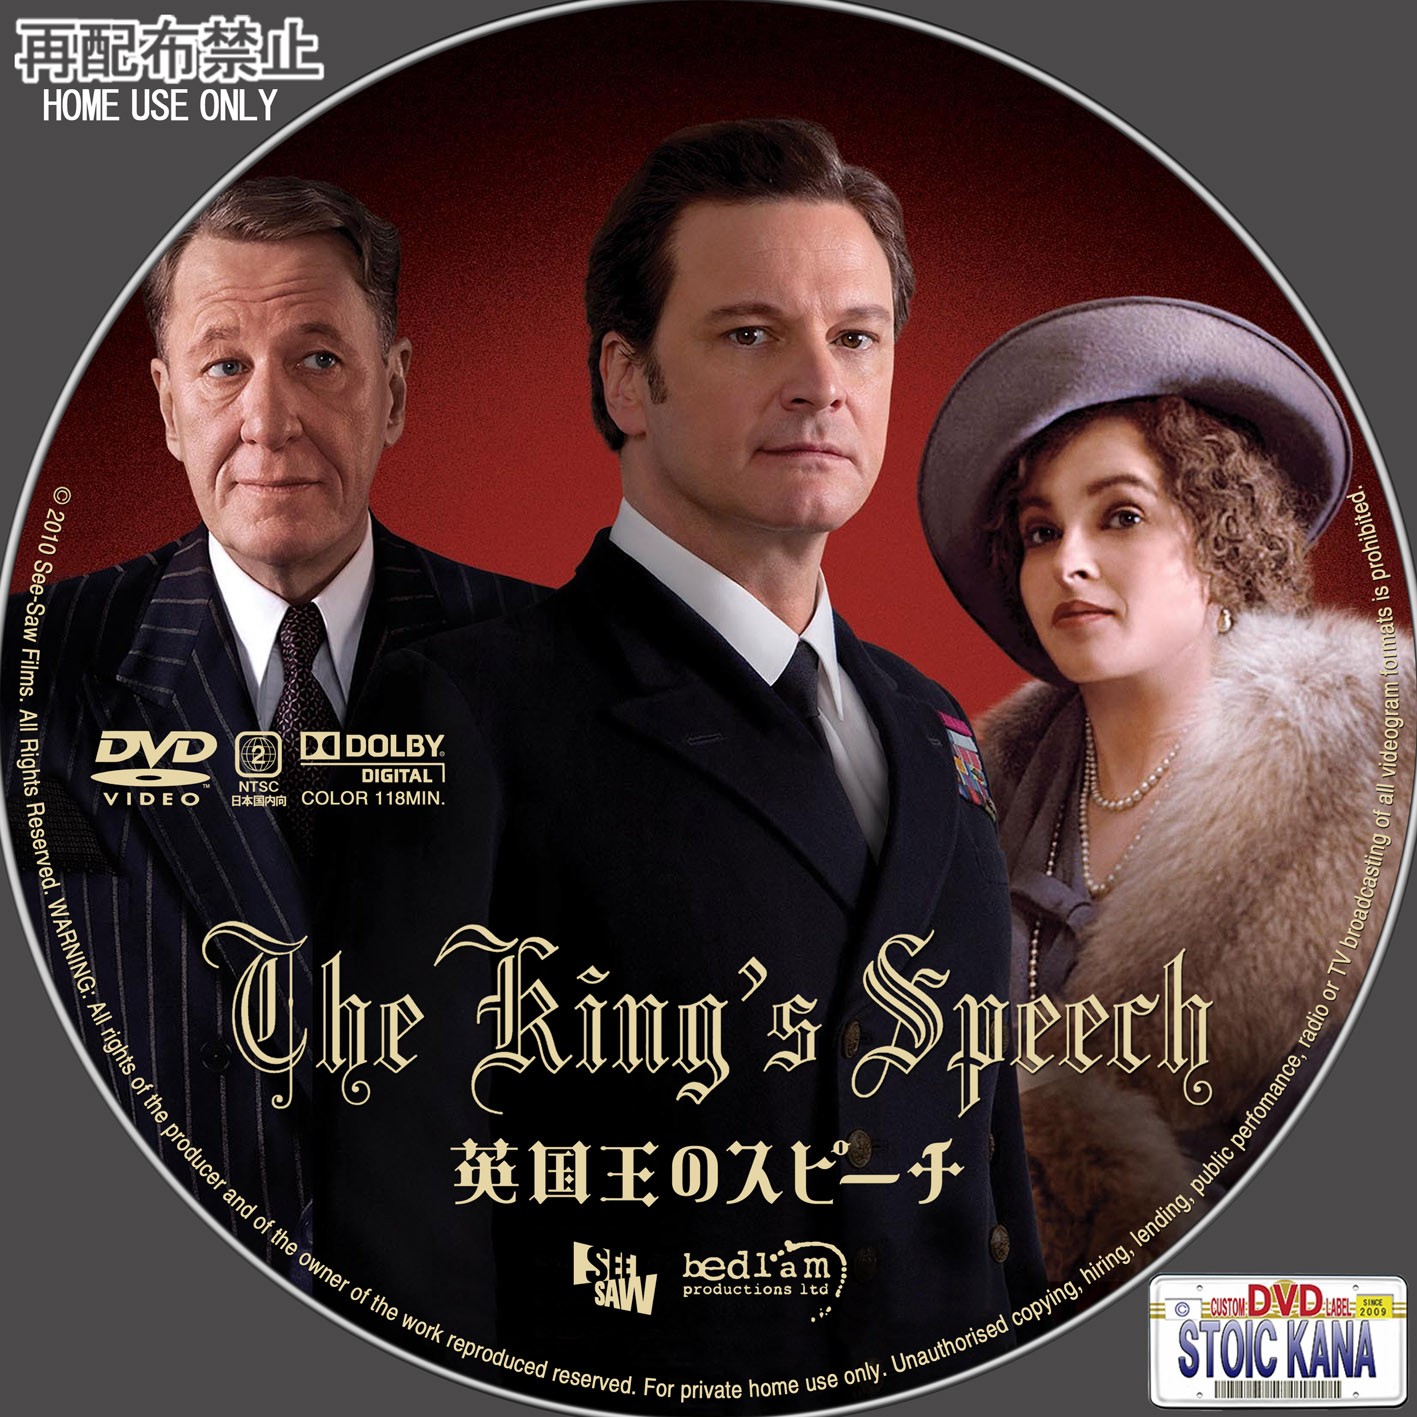 再配布禁止
HOME USE ONLY
© 2010 See-Saw Films. All Rights Reserved. WARNING: All rights of the producer and of the owner of the work reproduced reserved. For private home use only. Unauthorised copying, hiring, lending, public perfomance, radio or TV broadcasting of all videogram formats is prohibited.
DVD VIDEO
2
NTSC
日本国内向
DOLBY
DIGITAL
COLOR 118MIN.
The King's Speech
英国王のスピーチ
SEE SAW
bedlam
productions ltd
© CUSTOM DVD LABEL SINCE 2009
STOIC KANA